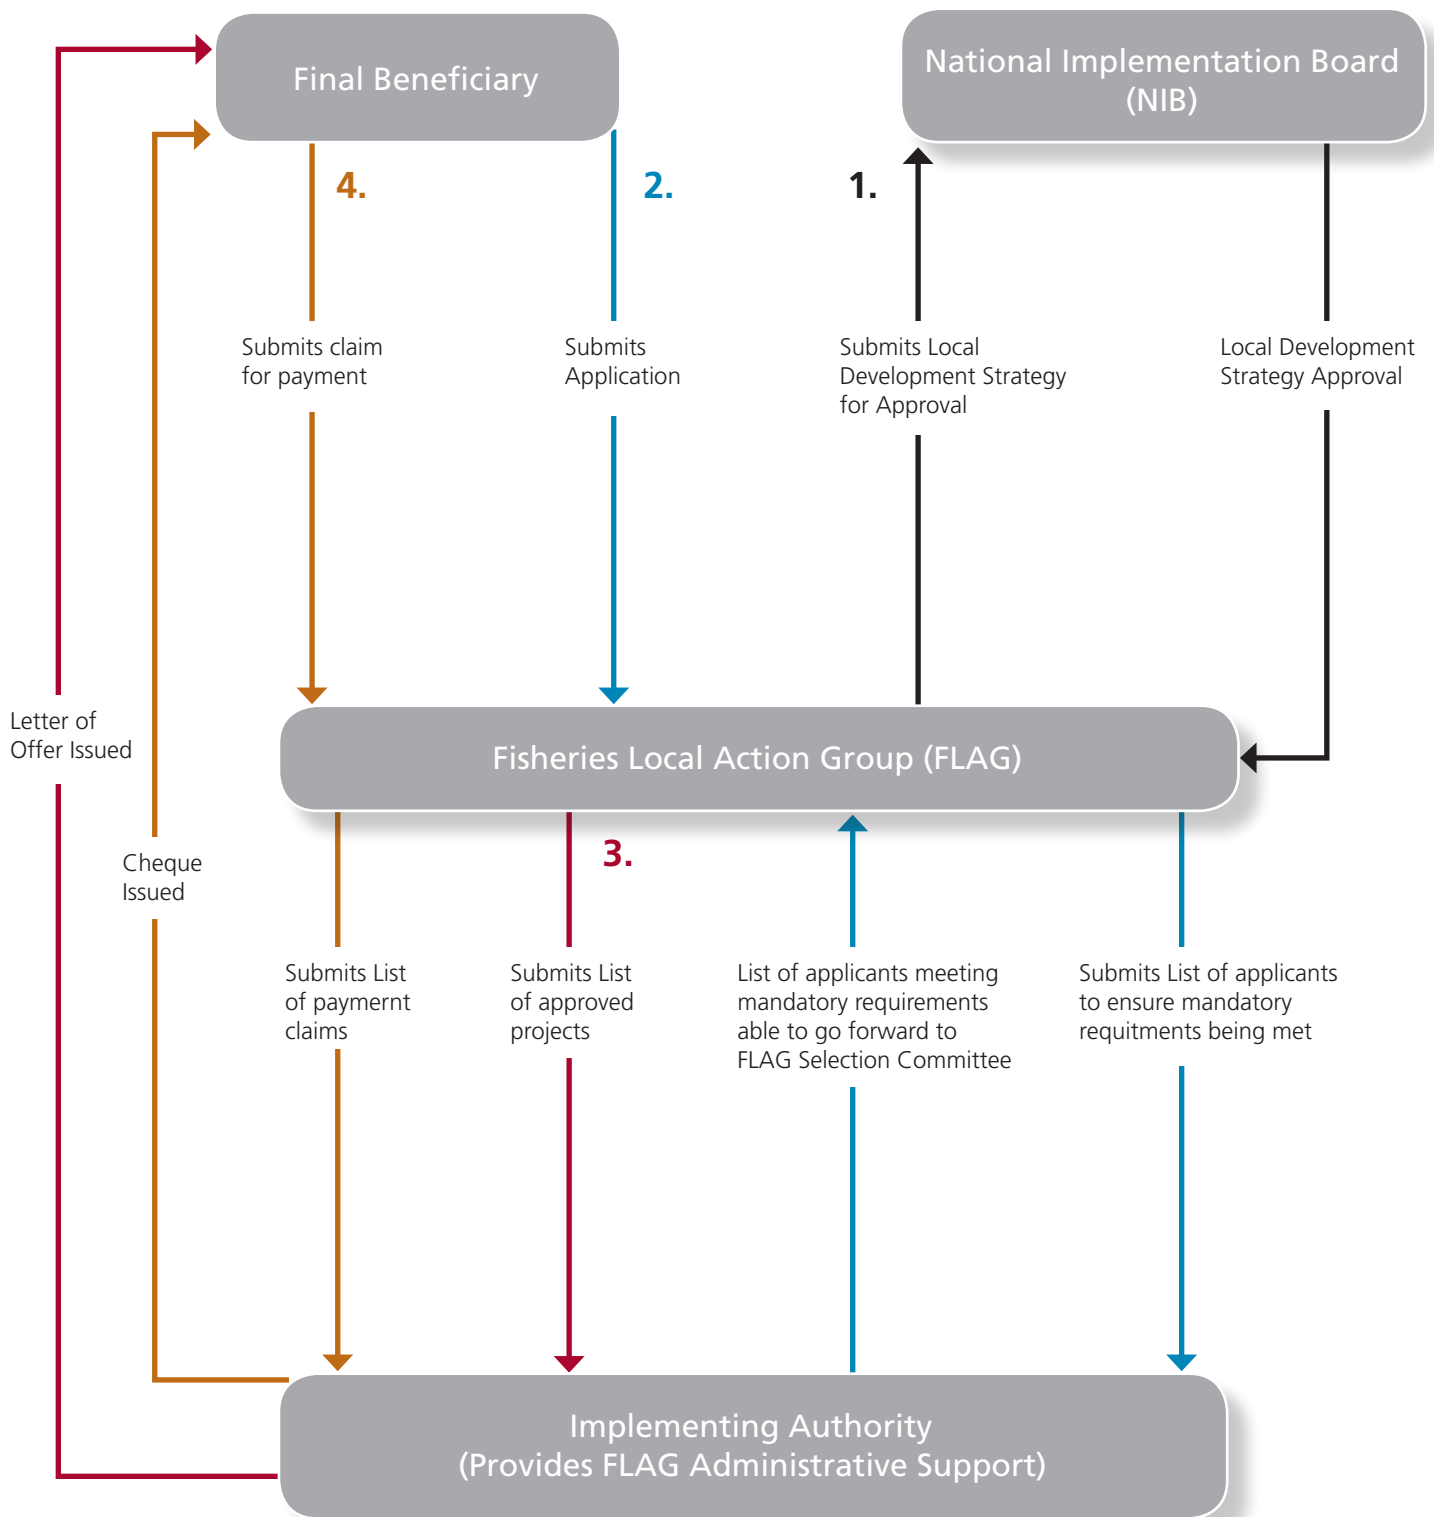 Final Beneficiary
National Implementation Board
(NIB)
4.
2.
1.
Submits claim
for payment
Submits
Application
Submits Local
Development Strategy
for Approval
Local Development
Strategy Approval
Letter of
Offer Issued
Fisheries Local Action Group (FLAG)
3.
Cheque
Issued
Submits List
of paymernt
claims
Submits List
of approved
projects
List of applicants meeting
mandatory requirements
able to go forward to
FLAG Selection Committee
Submits List of applicants
to ensure mandatory
requitments being met
Implementing Authority
(Provides FLAG Administrative Support)